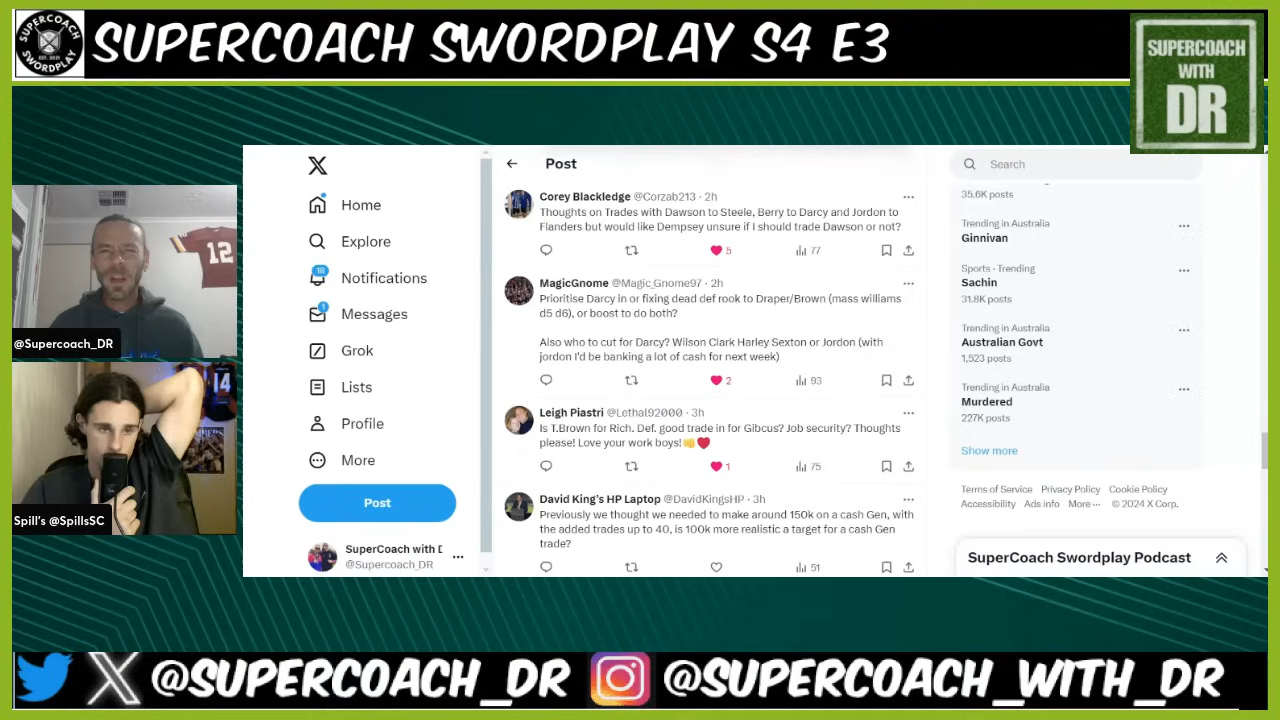 SUPERCOACH SWORDPLAY
SUPERCOACH SWORDPLAY S4 E3
SUPERCOACH
WITH
DR
12
@Supercoach_DR
14
Spill's @SpillsSC
Home
Explore
18
Notifications
1
Messages
Grok
Lists
Profile
More
Post
SuperCoach with D
@Supercoach_DR
Post
Corey Blackledge @Corzab213 · 2h
Thoughts on Trades with Dawson to Steele, Berry to Darcy and Jordon to
Flanders but would like Dempsey unsure if I should trade Dawson or not?
5
77
MagicGnome @Magic_Gnome97 · 2h
Prioritise Darcy in or fixing dead def rook to Draper/Brown (mass williams
d5 d6), or boost to do both?
Also who to cut for Darcy? Wilson Clark Harley Sexton or Jordon (with
jordon I'd be banking a lot of cash for next week)
2
93
Leigh Piastri @Lethal92000 · 3h
Is T.Brown for Rich. Def. good trade in for Gibcus? Job security? Thoughts
please! Love your work boys!👊❤️
1
75
David King's HP Laptop @DavidKingsHP · 3h
Previously we thought we needed to make around 150k on a cash Gen, with
the added trades up to 40, is 100k more realistic a target for a cash Gen
trade?
51
Search
35.6K posts
Trending in Australia
Ginnivan
Sports · Trending
Sachin
31.8K posts
Trending in Australia
Australian Govt
1,523 posts
Trending in Australia
Murdered
227K posts
Show more
Terms of Service Privacy Policy Cookie Policy
Accessibility Ads info More ··· © 2024 X Corp.
SuperCoach Swordplay Podcast
@SUPERCOACH_DR
@SUPERCOACH_WITH_DR